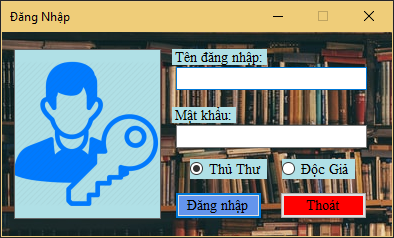 Đăng Nhập
Tên đăng nhập:
Mật khẩu:
Thủ Thư Độc Giả
Đăng nhập Thoát